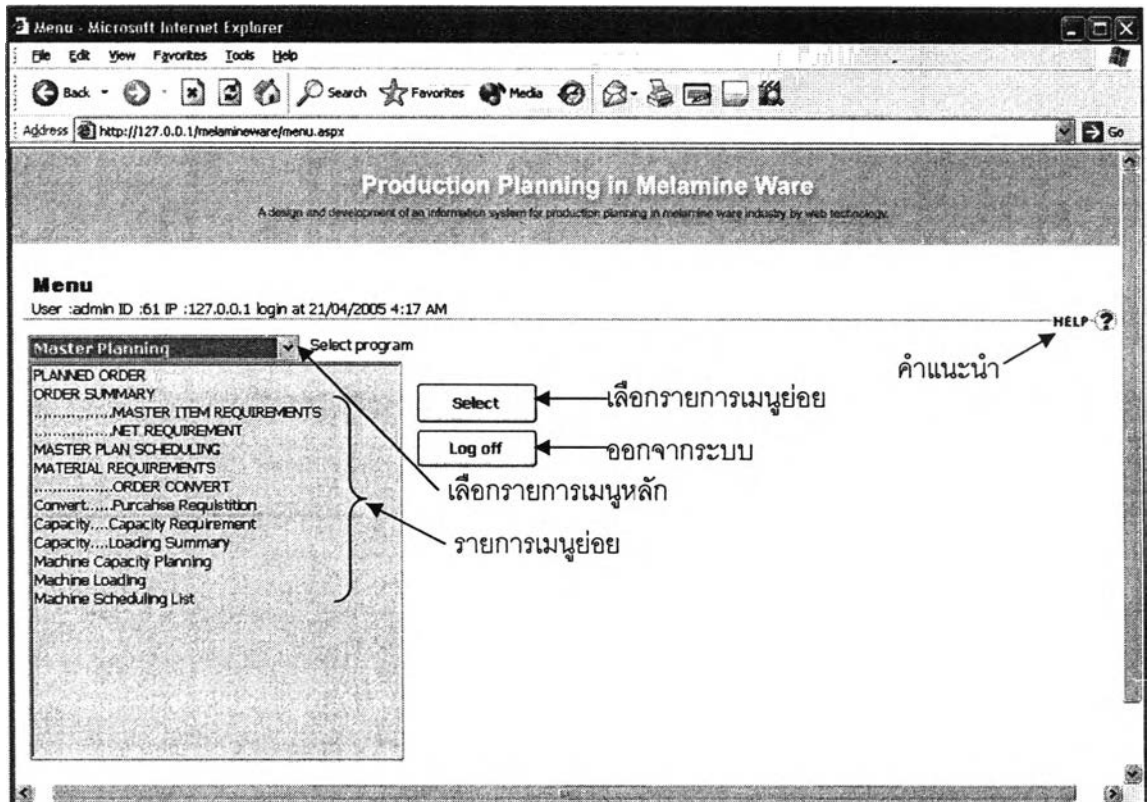 Menu - Microsoft Internet Explorer
File Edit View Favorites Tools Help
Back Search Favorites Media
Address http://127.0.0.1/melamineware/menu.aspx Go
Production Planning in Melamine Ware
A design and development of an information system for production planning in melamine ware industry by web technology.
Menu
User :admin ID :61 IP :127.0.0.1 login at 21/04/2005 4:17 AM
HELP ?
Master Planning Select program
คำแนะนำ
PLANNED ORDER
ORDER SUMMARY
...............MASTER ITEM REQUIREMENTS
...............NET REQUIREMENT
MASTER PLAN SCHEDULING
MATERIAL REQUIREMENTS
...............ORDER CONVERT
Convert......Purcahse Requistition
Capacity....Capacity Requirement
Capacity....Loading Summary
Machine Capacity Planning
Machine Loading
Machine Scheduling List
Select เลือกรายการเมนูย่อย
Log off ออกจากระบบ
เลือกรายการเมนูหลัก
รายการเมนูย่อย